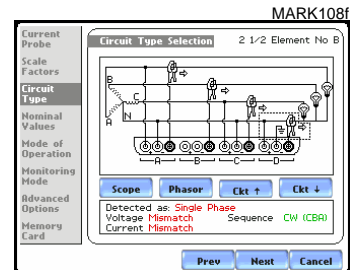 MARK108f
Current Probe
Scale Factors
Circuit Type
Nominal Values
Mode of Operation
Monitoring Mode
Advanced Options
Memory Card
Circuit Type Selection
2 1/2 Element No B
B
C
A
N
A
B
C
D
Scope
Phasor
Ckt ↑
Ckt ↓
Detected as: Single Phase
Voltage Mismatch Sequence CW (CBA)
Current Mismatch
Prev
Next
Cancel